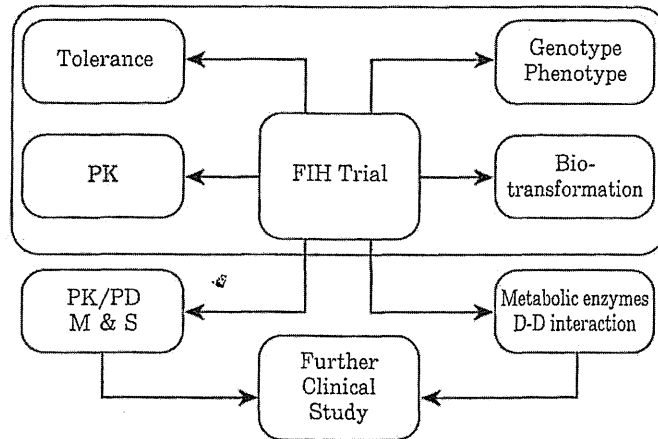 Tolerance
Genotype
Phenotype
FIH Trial
PK
Bio-
transformation
PK/PD
M & S
Metabolic enzymes
D-D interaction
Further
Clinical
Study